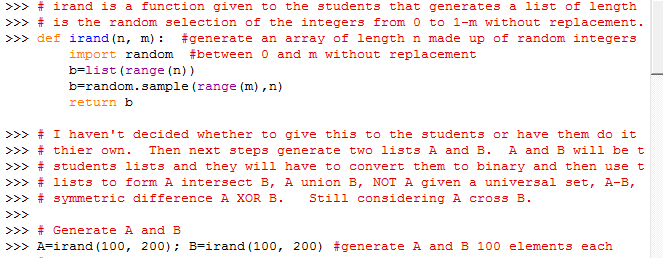 >>> # irand is a function given to the students that generates a list of length
>>> # is the random selection of the integers from 0 to 1-m without replacement.
>>> def irand(n, m):  #generate an array of length n made up of random integers
        import random  #between 0 and m without replacement
        b=list(range(n))
        b=random.sample(range(m),n)
        return b

>>> # I haven't decided whether to give this to the students or have them do it
>>> # thier own.  Then next steps generate two lists A and B.  A and B will be t
>>> # students lists and they will have to convert them to binary and then use t
>>> # lists to form A intersect B, A union B, NOT A given a universal set, A-B,
>>> # symmetric difference A XOR B.   Still considering A cross B.
>>>
>>> # Generate A and B
>>> A=irand(100, 200); B=irand(100, 200) #generate A and B 100 elements each